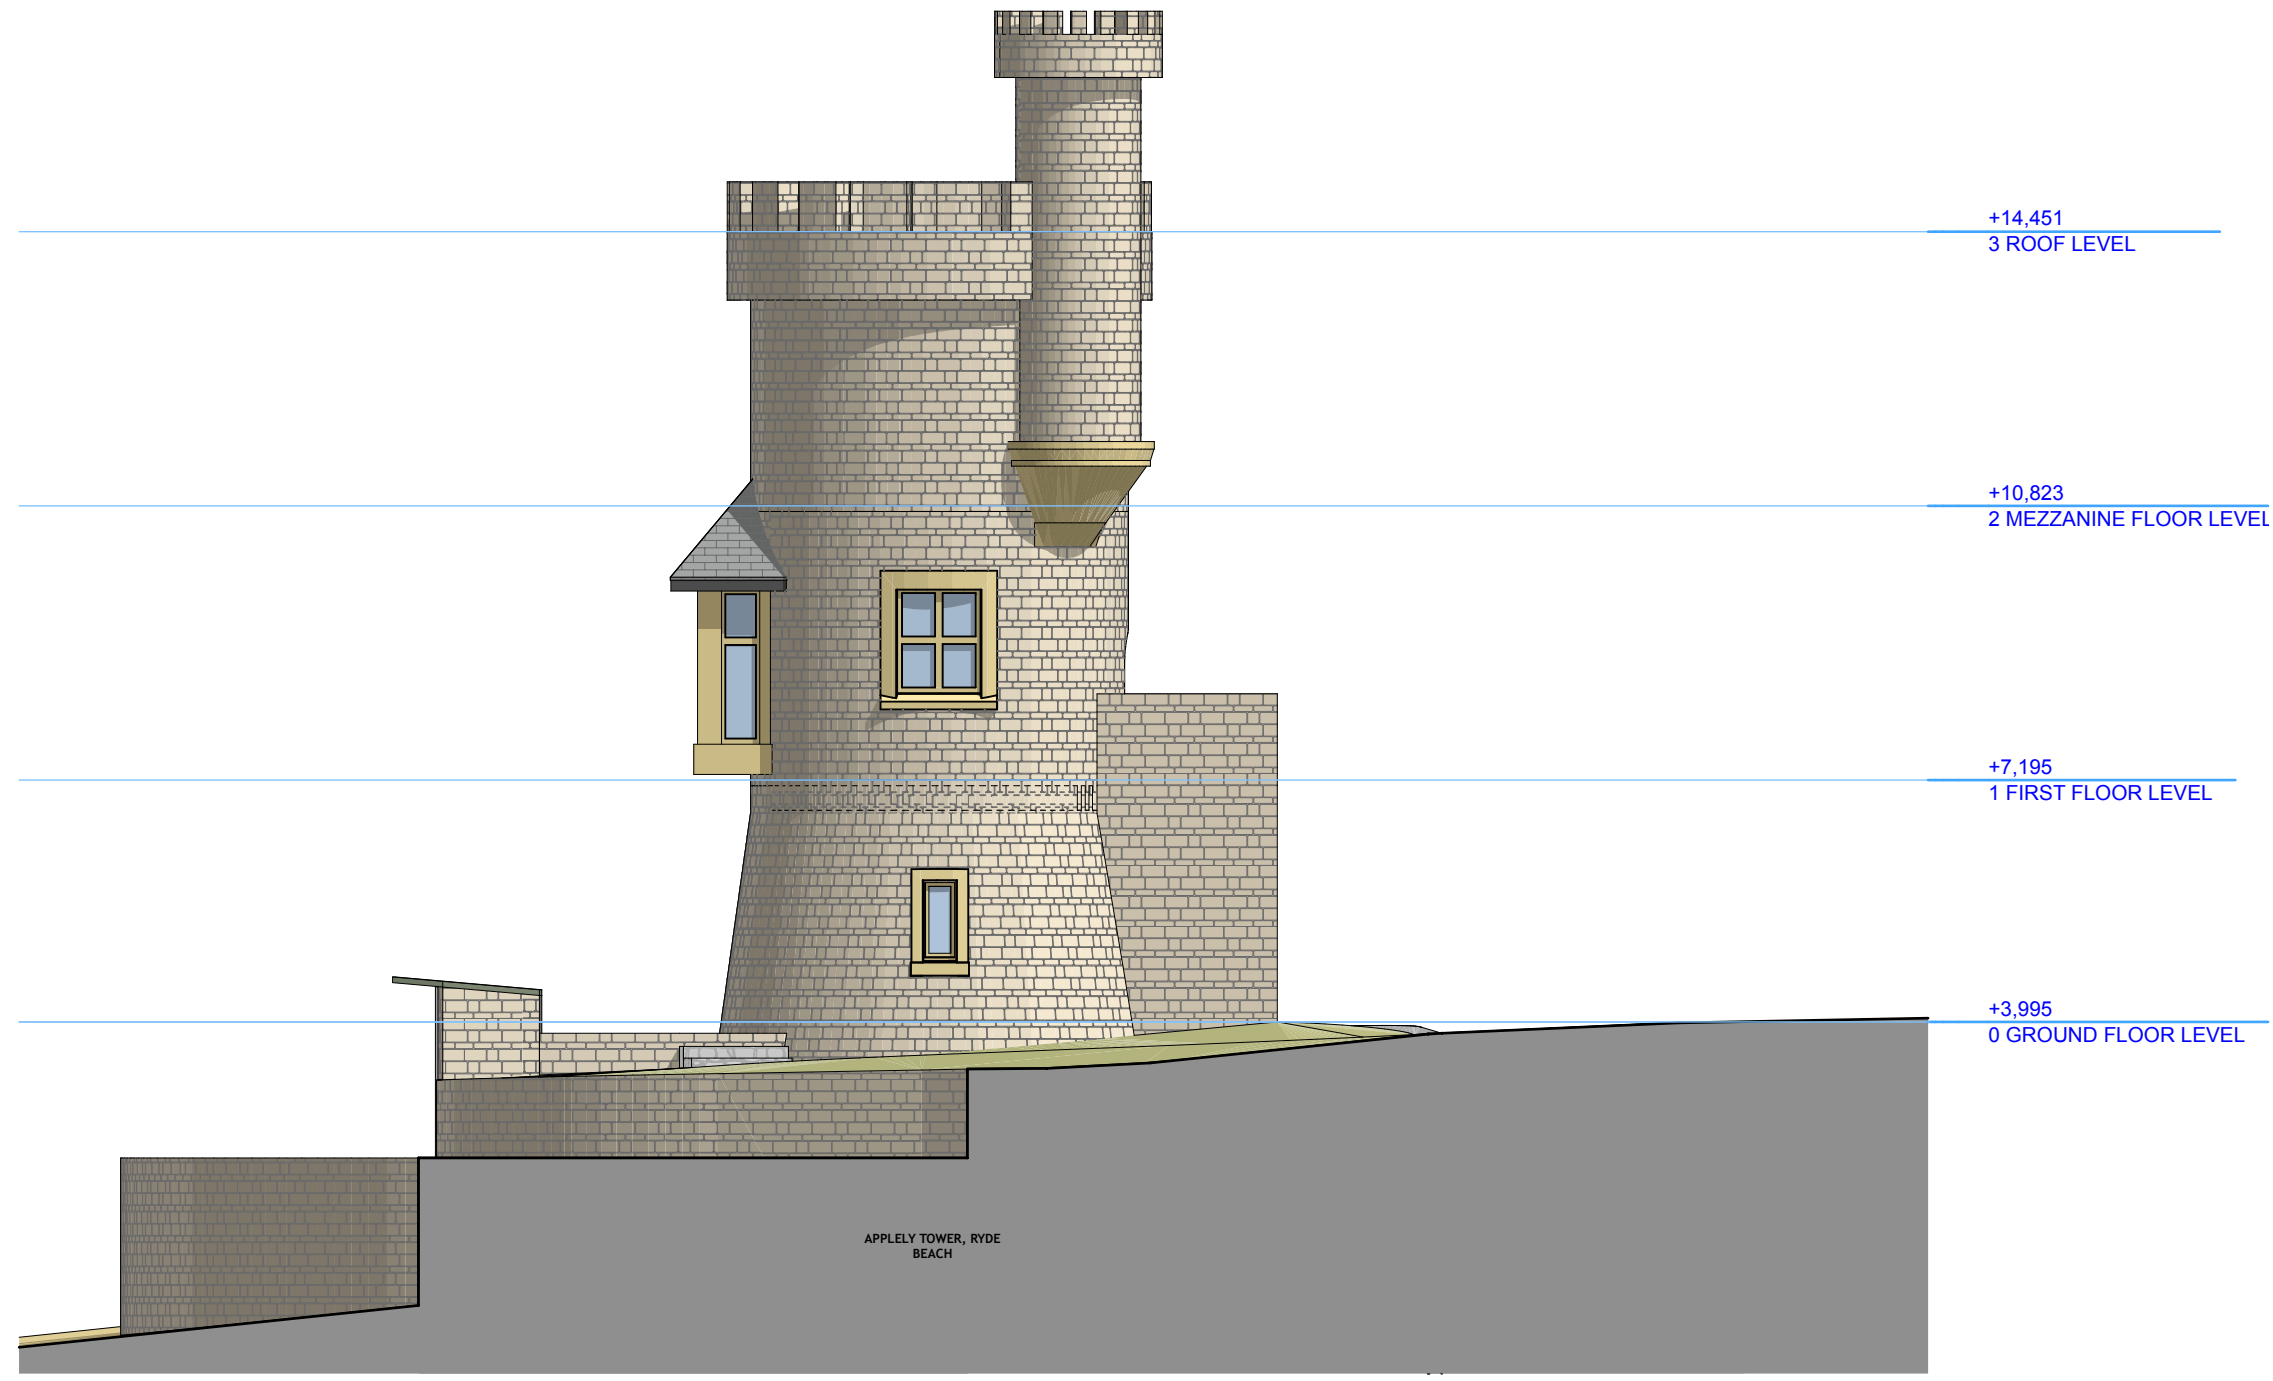 +14,451
3 ROOF LEVEL
+10,823
2 MEZZANINE FLOOR LEVEL
+7,195
1 FIRST FLOOR LEVEL
+3,995
0 GROUND FLOOR LEVEL
APPLELY TOWER, RYDE
BEACH